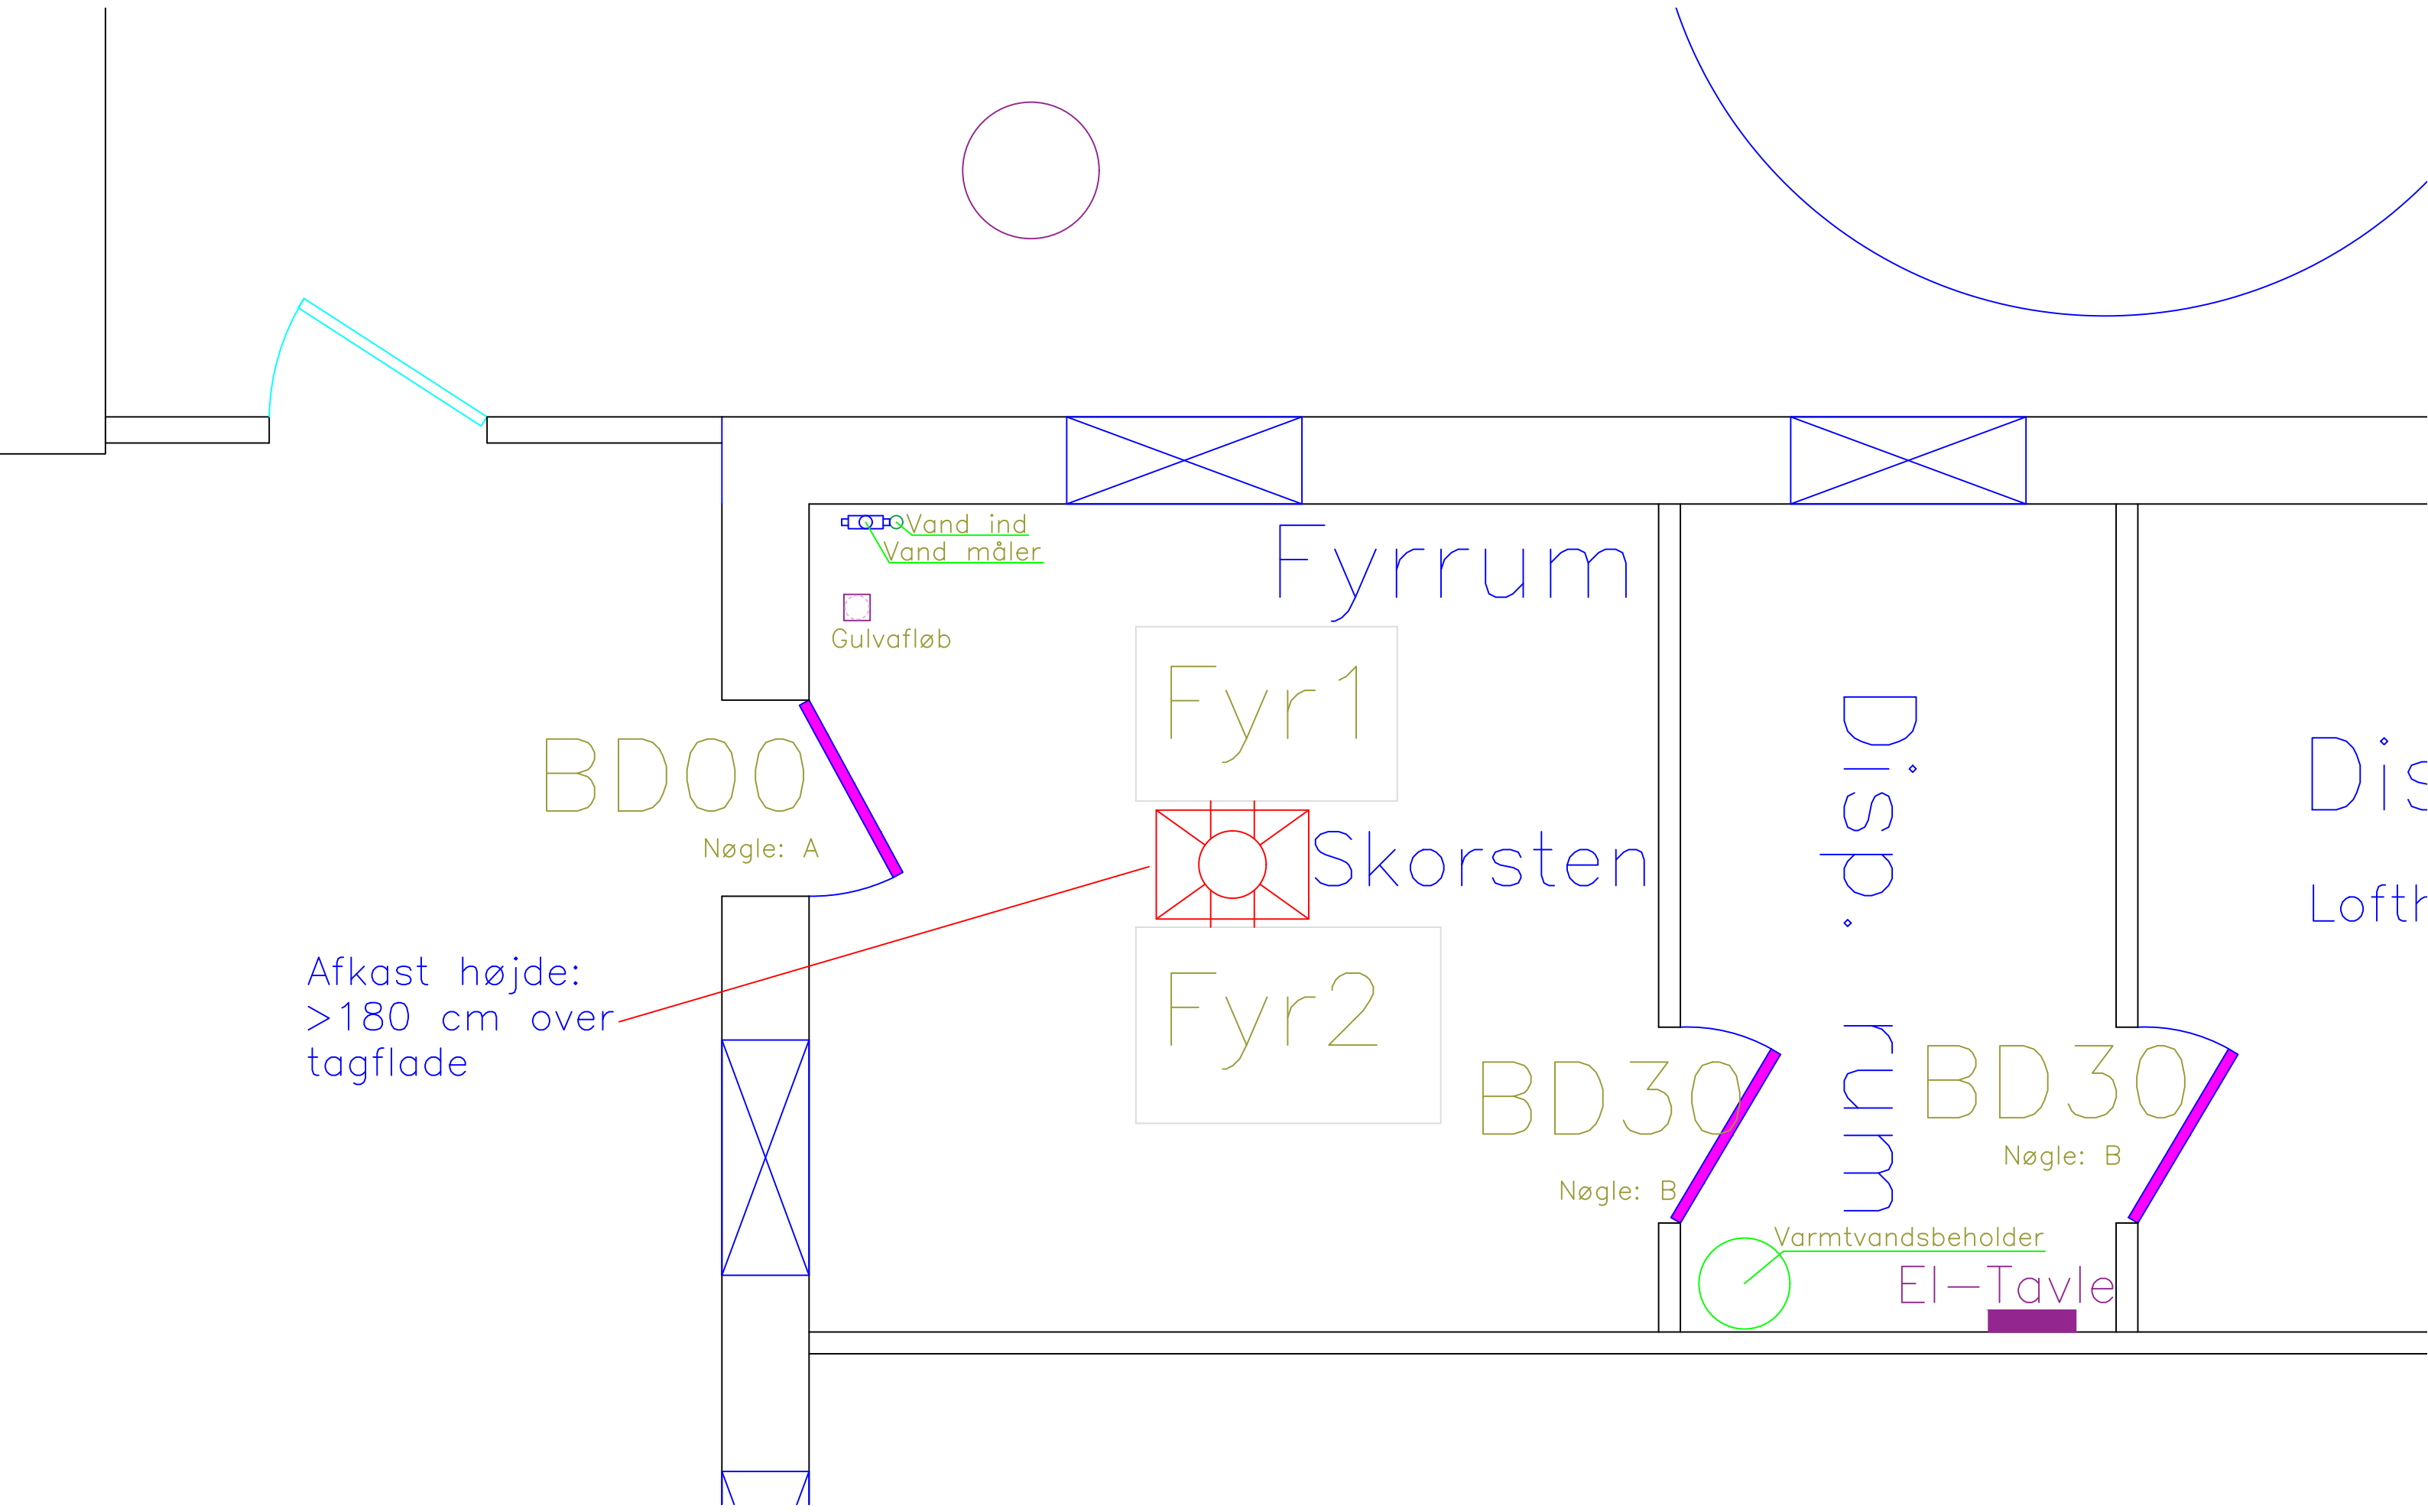 Vand ind
Vand måler
Fyrrum
Gulvafløb
Fyr1
BD00
Nøgle: A
Skorsten
Disp. rum
Afkast højde:
>180 cm over
tagflade
Fyr2
BD30
Nøgle: B
BD30
Nøgle: B
Varmtvandsbeholder
El-Tavle